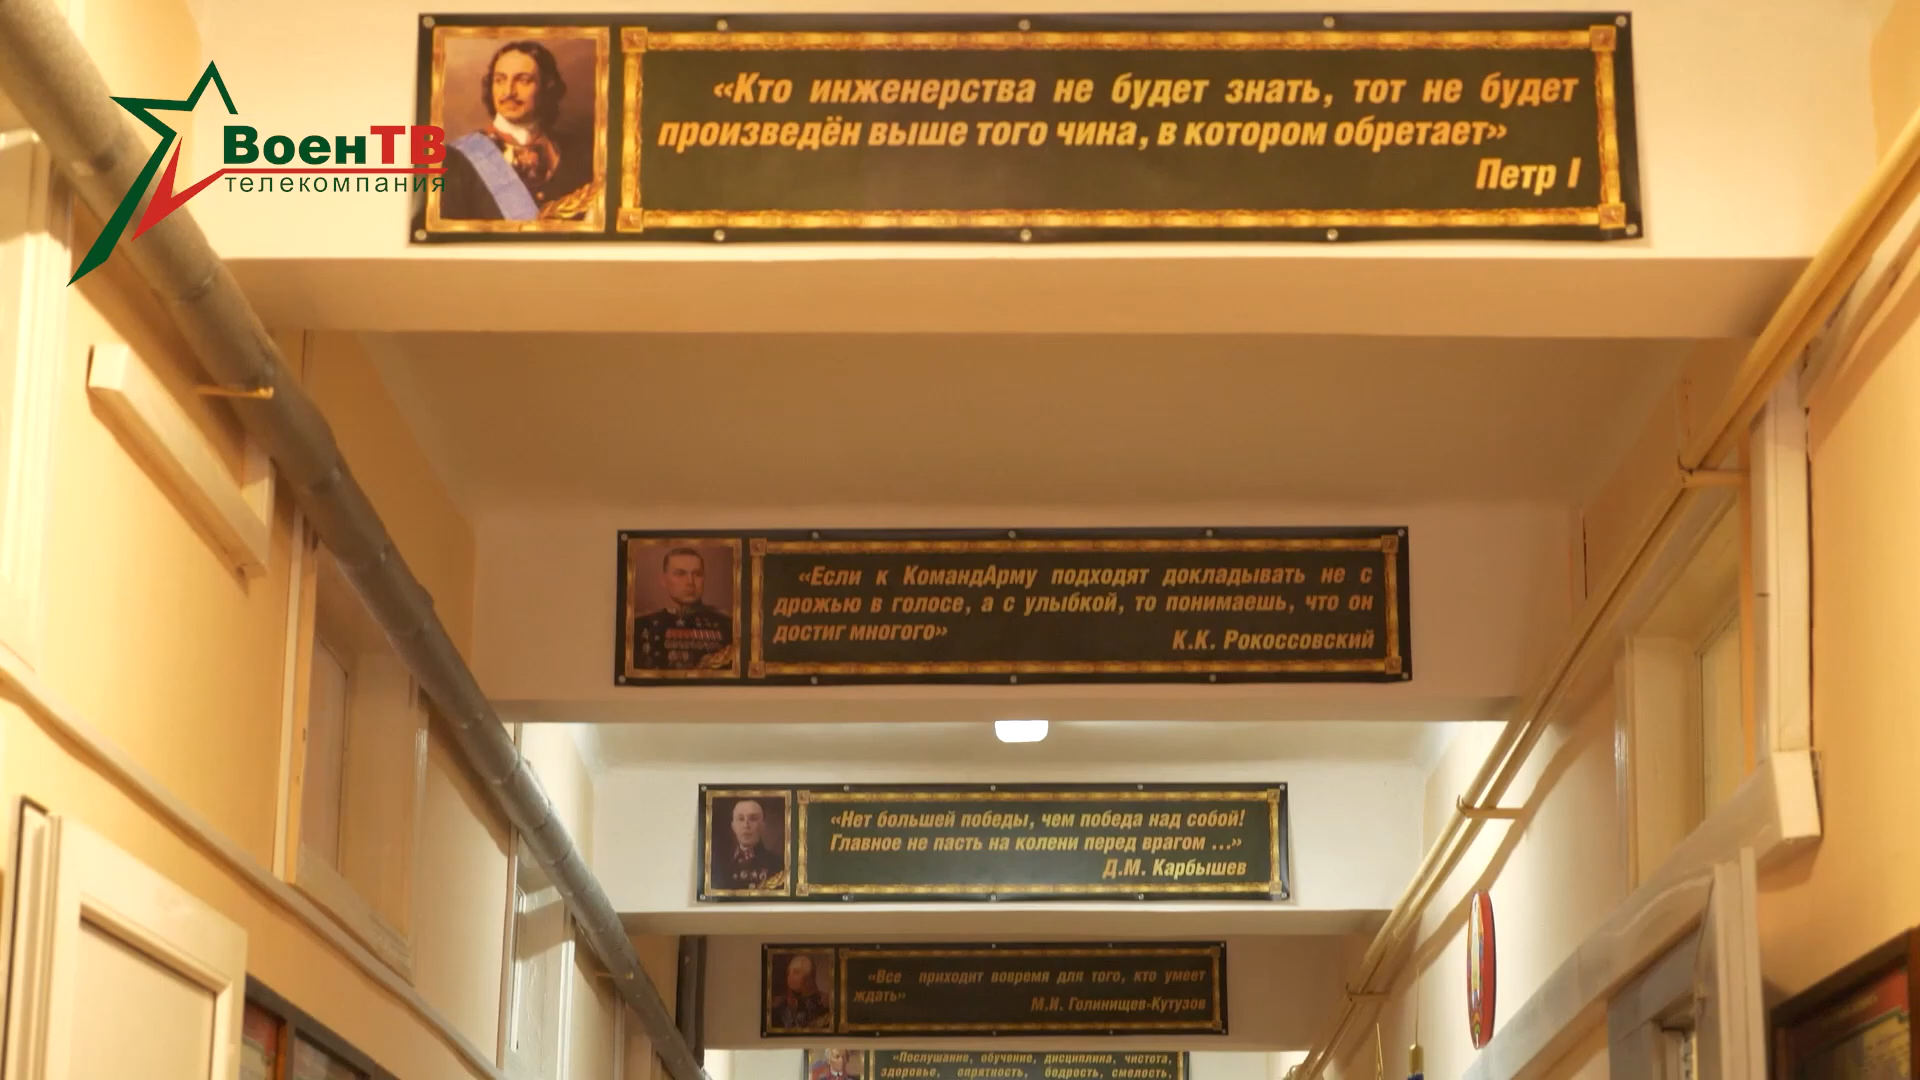 ВоенТВ
телекомпания
«Кто инженерства не будет знать, тот не будет
произведён выше того чина, в котором обретает»
Петр I
«Если к КомандАрму подходят докладывать не с
дрожью в голосе, а с улыбкой, то понимаешь, что он
достиг многого»
К.К. Рокоссовский
«Нет большей победы, чем победа над собой!
Главное не пасть на колени перед врагом ...»
Д.М. Карбышев
«Все приходит вовремя для того, кто умеет
ждать»
М.И. Голинищев-Кутузов
«Послушание, обучение, дисциплина, чистота,
здоровье, опрятность, бодрость, смелость,